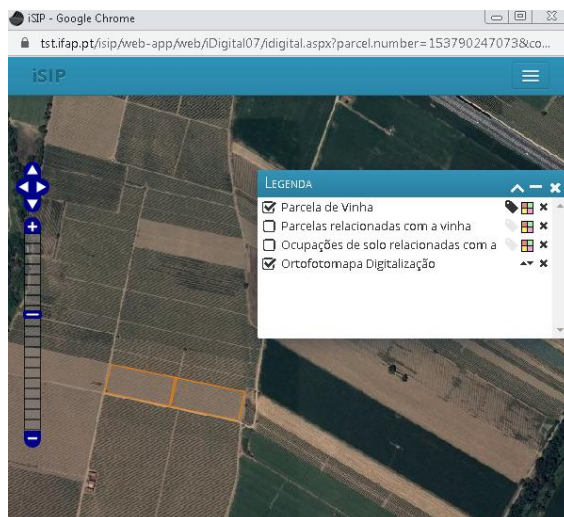 iSIP - Google Chrome
tst.ifap.pt/isip/web-app/web/iDigital07/idigital.aspx?parcel.number=153790247073&co...
iSIP
LEGENDA
Parcela de Vinha
Parcelas relacionadas com a vinha
Ocupações de solo relacionadas com a
Ortofotomapa Digitalização